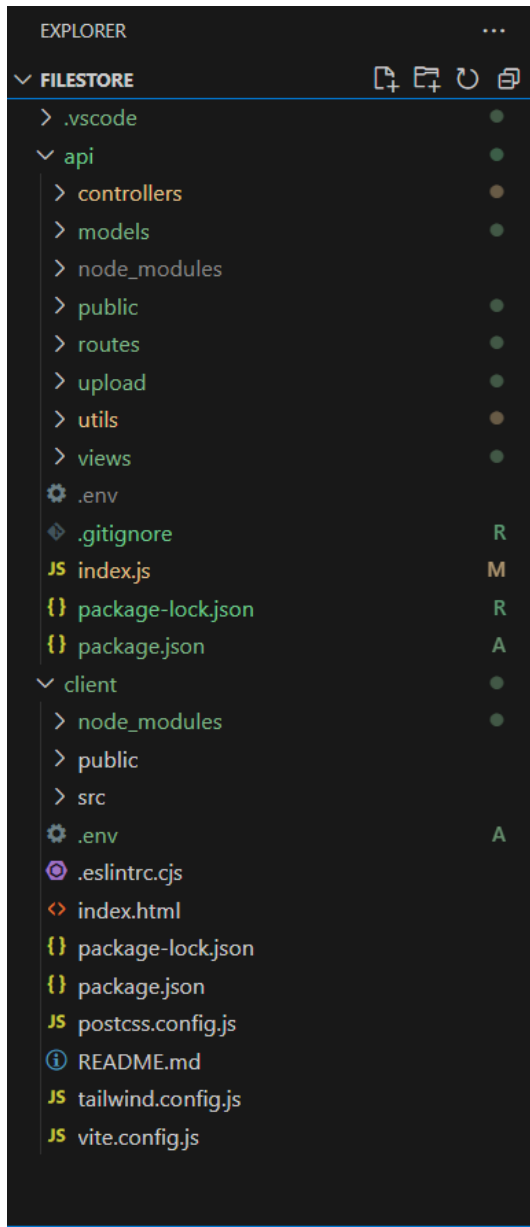 EXPLORER
FILESTORE
.vscode
api
controllers
models
node_modules
public
routes
upload
utils
views
.env
.gitignore R
JS index.js M
{} package-lock.json R
{} package.json A
client
node_modules
public
src
.env A
.eslintrc.cjs
<> index.html
{} package-lock.json
{} package.json
JS postcss.config.js
README.md
JS tailwind.config.js
JS vite.config.js